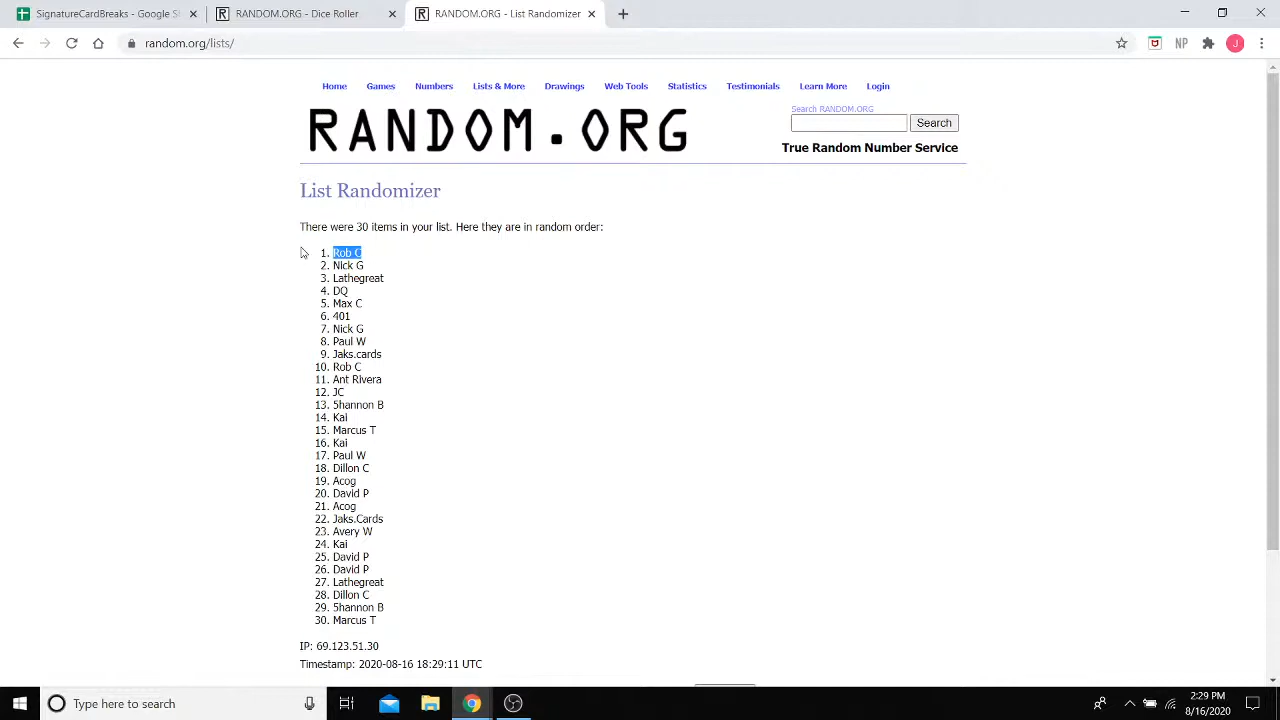 SignatureCardBreaks - Google S
RANDOM.ORG - True Random Dice Roller
RANDOM.ORG - List Randomizer
random.org/lists/
NP
J
Home Games Numbers Lists & More Drawings Web Tools Statistics Testimonials Learn More Login
RANDOM.ORG
Search RANDOM.ORG
Search
True Random Number Service
List Randomizer
There were 30 items in your list. Here they are in random order:
1. Rob C
2. Nick G
3. Lathegreat
4. DQ
5. Max C
6. 401
7. Nick G
8. Paul W
9. Jaks.cards
10. Rob C
11. Ant Rivera
12. JC
13. Shannon B
14. Kai
15. Marcus T
16. Kai
17. Paul W
18. Dillon C
19. Acog
20. David P
21. Acog
22. Jaks.Cards
23. Avery W
24. Kai
25. David P
26. David P
27. Lathegreat
28. Dillon C
29. Shannon B
30. Marcus T
IP: 69.123.51.30
Timestamp: 2020-08-16 18:29:11 UTC
Type here to search
2:29 PM
8/16/2020